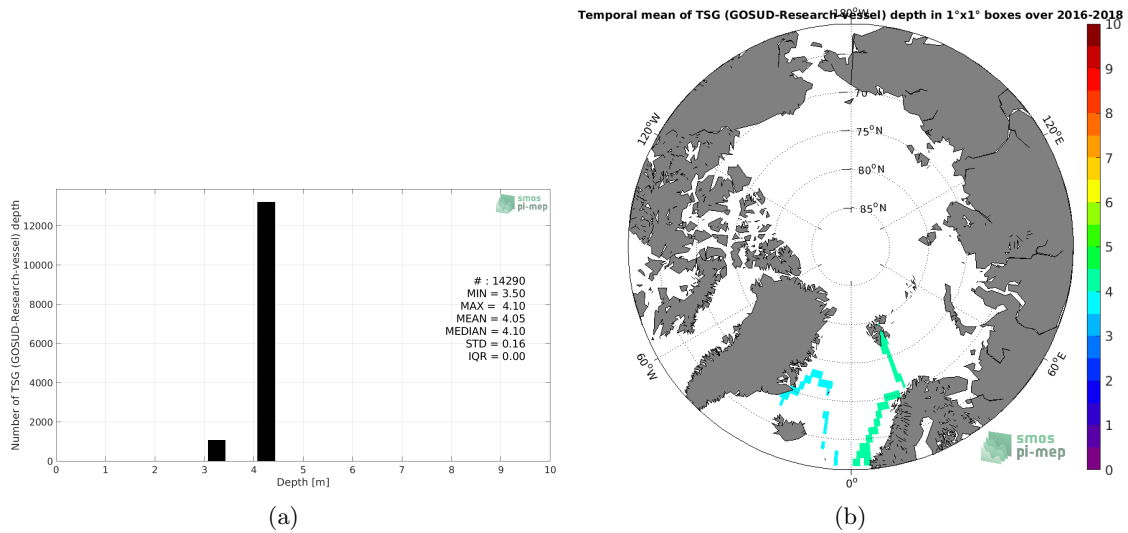 Number of TSG (GOSUD-Research-vessel) depth
12000
10000
8000
6000
4000
2000
0
0 1 2 3 4 5 6 7 8 9 10
Depth [m]
smos
pi-mep
# : 14290
MIN = 3.50
MAX = 4.10
MEAN = 4.05
MEDIAN = 4.10
STD = 0.16
IQR = 0.00
(a)
Temporal mean of TSG (GOSUD-Research-vessel) depth in 1°x1° boxes over 2016-2018
180°W
120°W
120°E
70
75°N
80°N
85°N
60°W
60°E
0°
smos
pi-mep
10
9
8
7
6
5
4
3
2
1
0
(b)